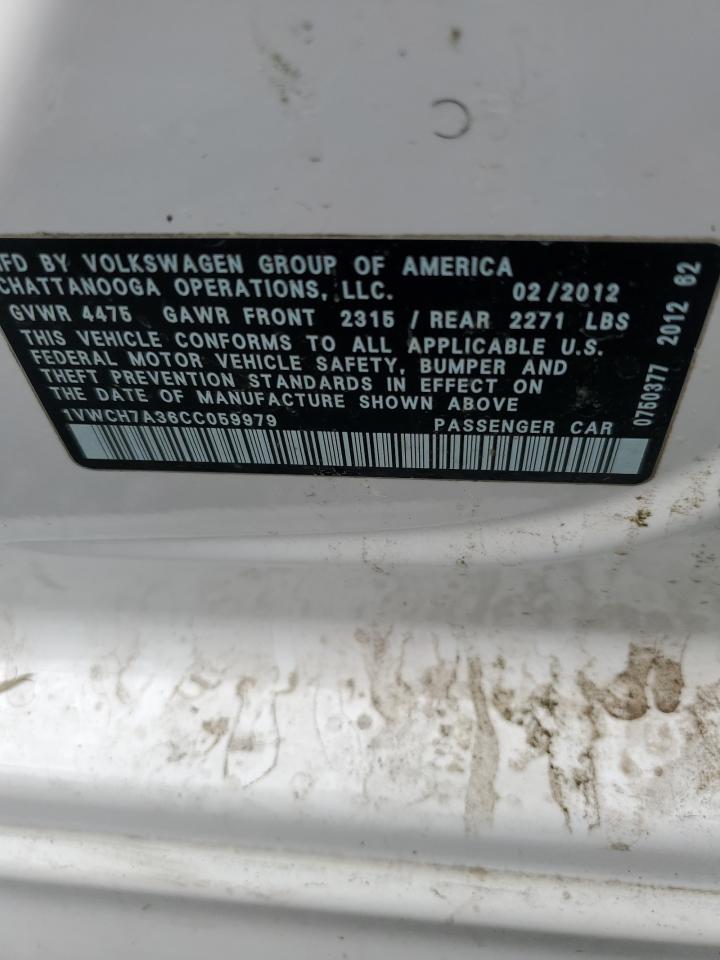 MFD BY VOLKSWAGEN GROUP OF AMERICA
CHATTANOOGA OPERATIONS, LLC. 02/2012
GVWR 4475 GAWR FRONT 2315 / REAR 2271 LBS
THIS VEHICLE CONFORMS TO ALL APPLICABLE U.S.
FEDERAL MOTOR VEHICLE SAFETY, BUMPER AND
THEFT PREVENTION STANDARDS IN EFFECT ON
THE DATE OF MANUFACTURE SHOWN ABOVE
1VWCH7A36CC059979 PASSENGER CAR
0750377 2012 62